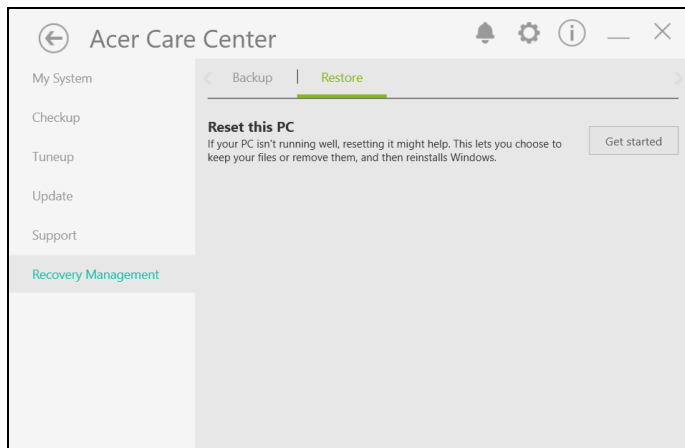 Acer Care Center
My System
Backup
Restore
Checkup
Reset this PC
If your PC isn't running well, resetting it might help. This lets you choose to
keep your files or remove them, and then reinstalls Windows.
Get started
Tuneup
Update
Support
Recovery Management